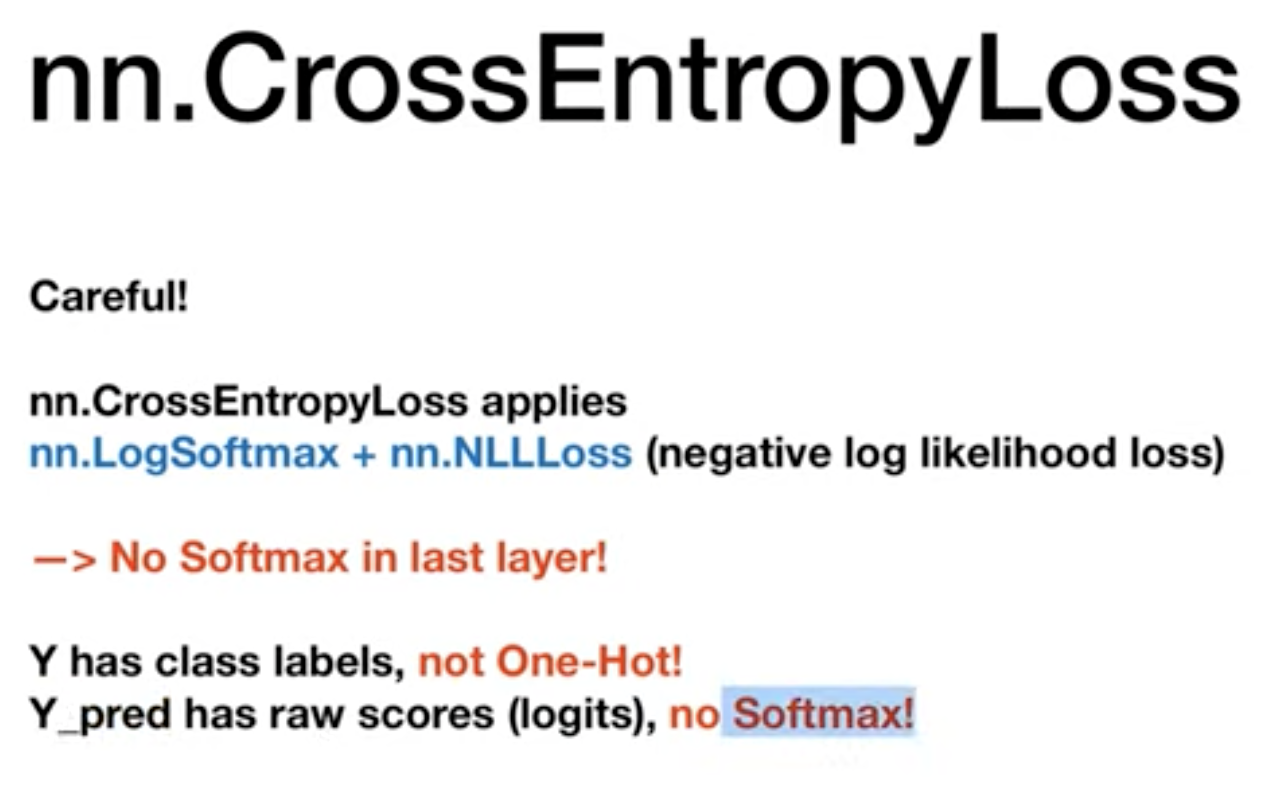 nn.CrossEntropyLoss
Careful!
nn.CrossEntropyLoss applies
nn.LogSoftmax + nn.NLLLoss (negative log likelihood loss)
—> No Softmax in last layer!
Y has class labels, not One-Hot!
Y_pred has raw scores (logits), no Softmax!